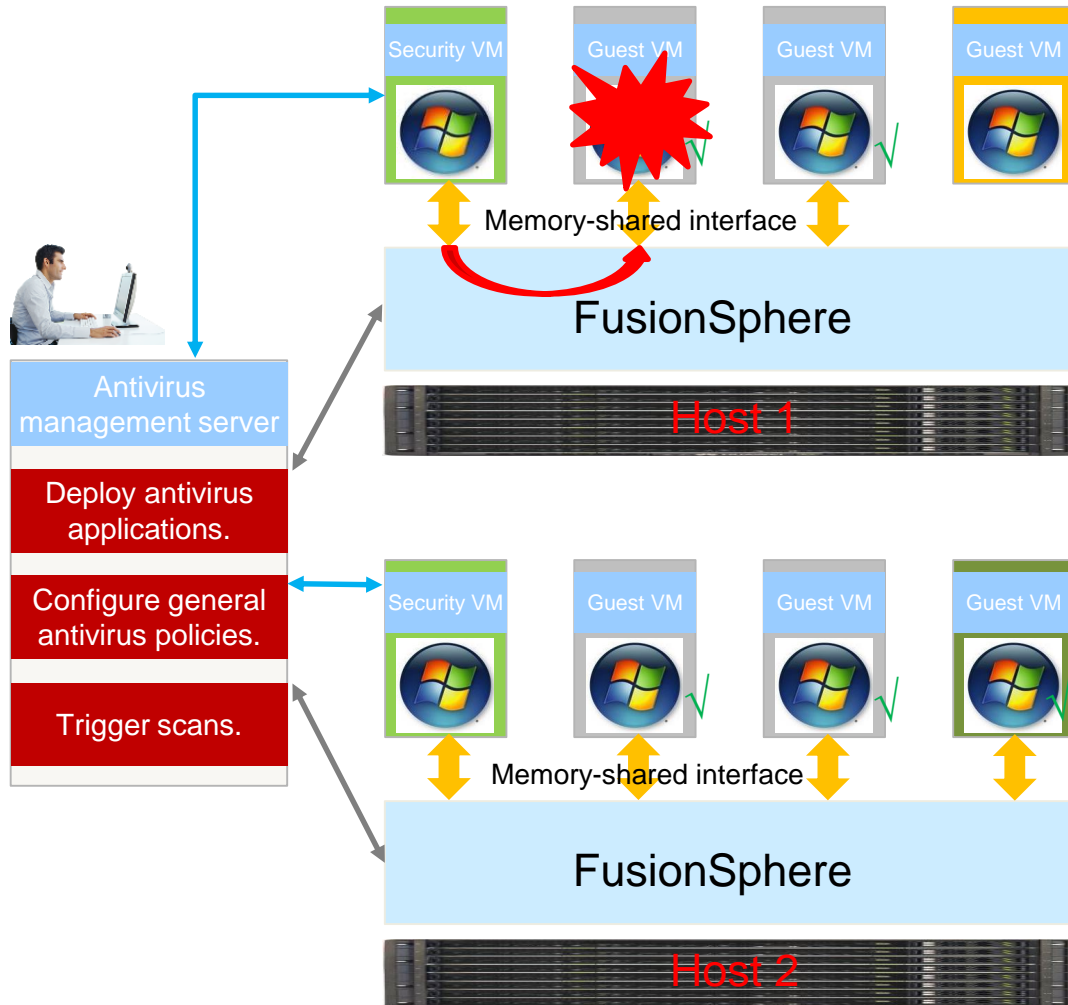 Security VM
Guest VM
Guest VM
Guest VM
Memory-shared interface
FusionSphere
Host 1
Antivirus
management server
Deploy antivirus
applications.
Configure general
antivirus policies.
Trigger scans.
Security VM
Guest VM
Guest VM
Guest VM
Memory-shared interface
FusionSphere
Host 2